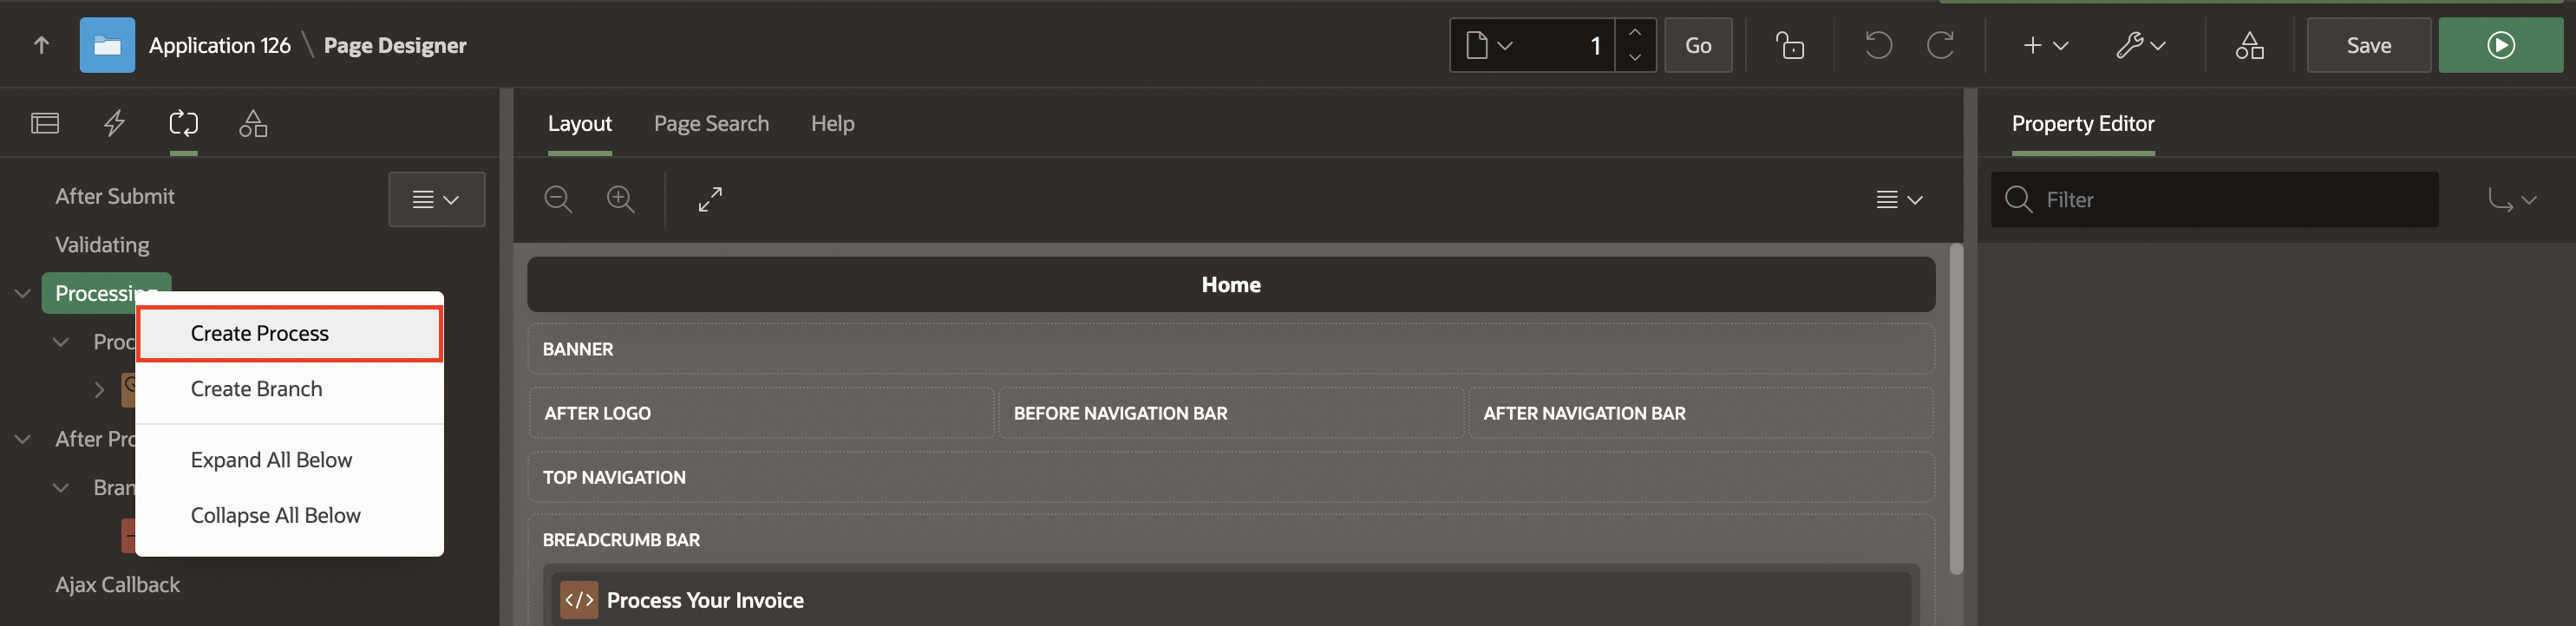 Application 126 \ Page Designer
1
Go
Save
Layout
Page Search
Help
Property Editor
After Submit
Validating
Processing
Create Process
Proc
Create Branch
After Pro
Expand All Below
Bran
Collapse All Below
Ajax Callback
Filter
Home
BANNER
AFTER LOGO
BEFORE NAVIGATION BAR
AFTER NAVIGATION BAR
TOP NAVIGATION
BREADCRUMB BAR
</> Process Your Invoice